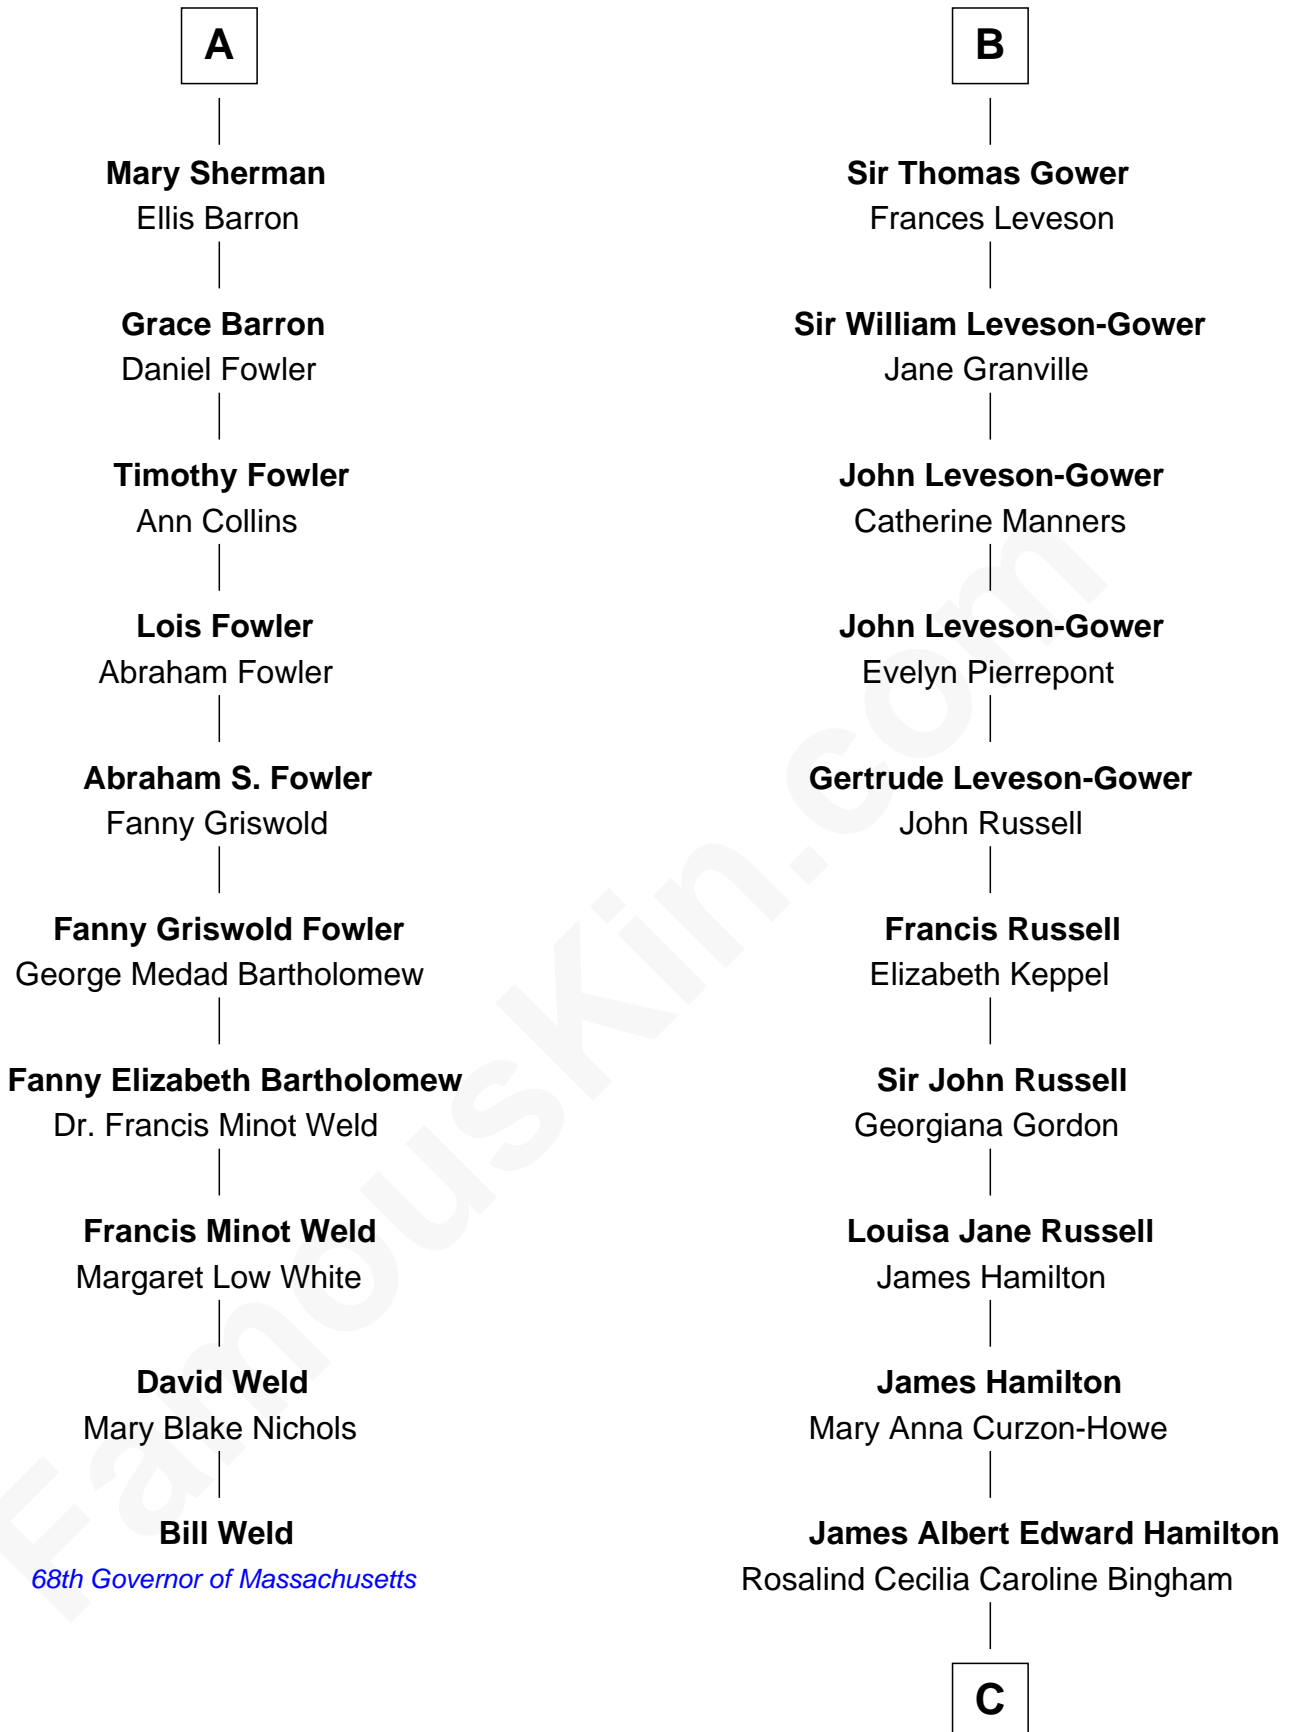 A
Mary Sherman
Ellis Barron
Grace Barron
Daniel Fowler
Timothy Fowler
Ann Collins
Lois Fowler
Abraham Fowler
Abraham S. Fowler
Fanny Griswold
Fanny Griswold Fowler
George Medad Bartholomew
Fanny Elizabeth Bartholomew
Dr. Francis Minot Weld
Francis Minot Weld
Margaret Low White
David Weld
Mary Blake Nichols
Bill Weld
68th Governor of Massachusetts
B
Sir Thomas Gower
Frances Leveson
Sir William Leveson-Gower
Jane Granville
John Leveson-Gower
Catherine Manners
John Leveson-Gower
Evelyn Pierrepont
Gertrude Leveson-Gower
John Russell
Francis Russell
Elizabeth Keppel
Sir John Russell
Georgiana Gordon
Louisa Jane Russell
James Hamilton
James Hamilton
Mary Anna Curzon-Howe
James Albert Edward Hamilton
Rosalind Cecilia Caroline Bingham
C
FamousKin.com